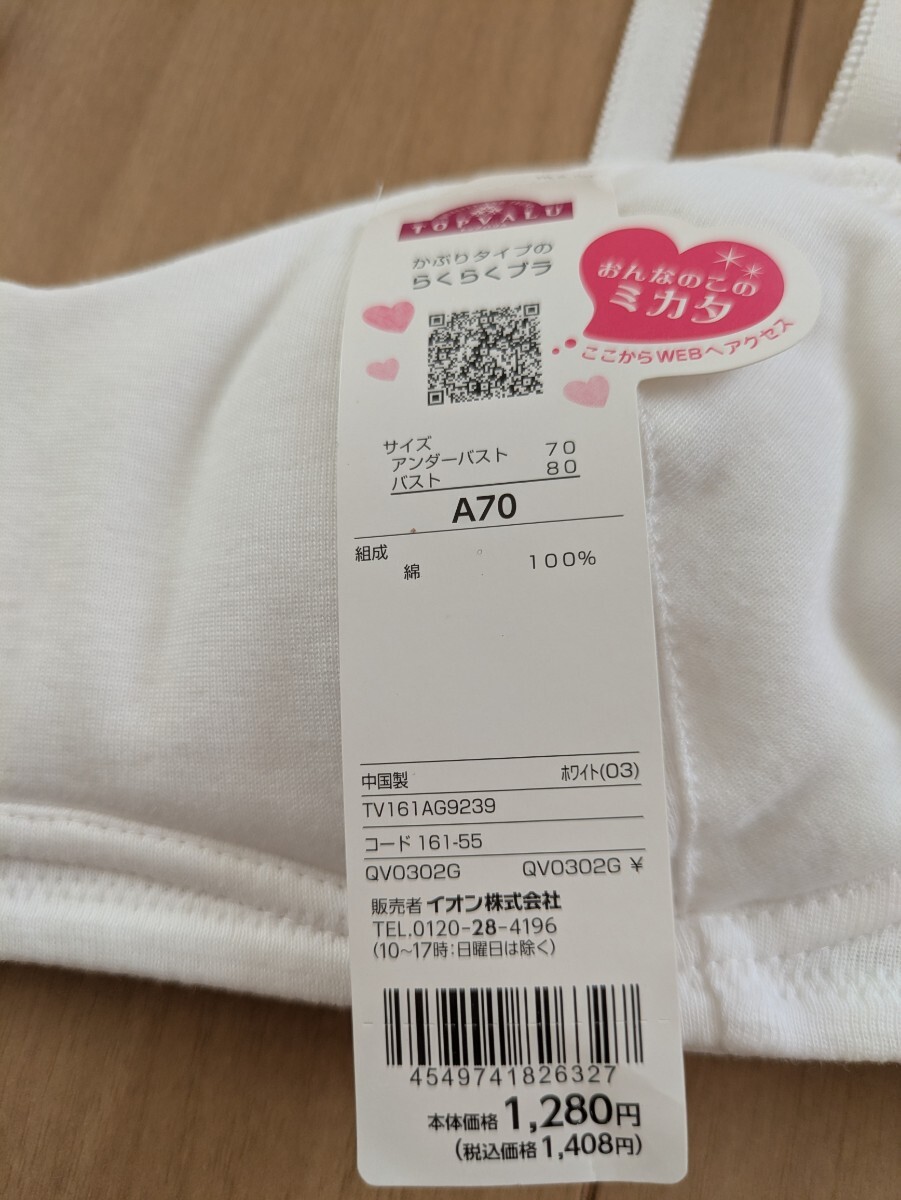 TOPVALU
かぶりタイプの
らくらくブラ
おんなのこの
ミカタ
ここからWEBへアクセス
サイズ
アンダーバスト 70
バスト 80
A70
組成
綿 100%
中国製 ﾎﾜｲﾄ(03)
TV161AG9239
コード 161-55
QV0302G QV0302G ¥
販売者 イオン株式会社
TEL.0120-28-4196
(10~17時:日曜日は除く)
4549741826327
本体価格 1,280円
(税込価格1,408円)